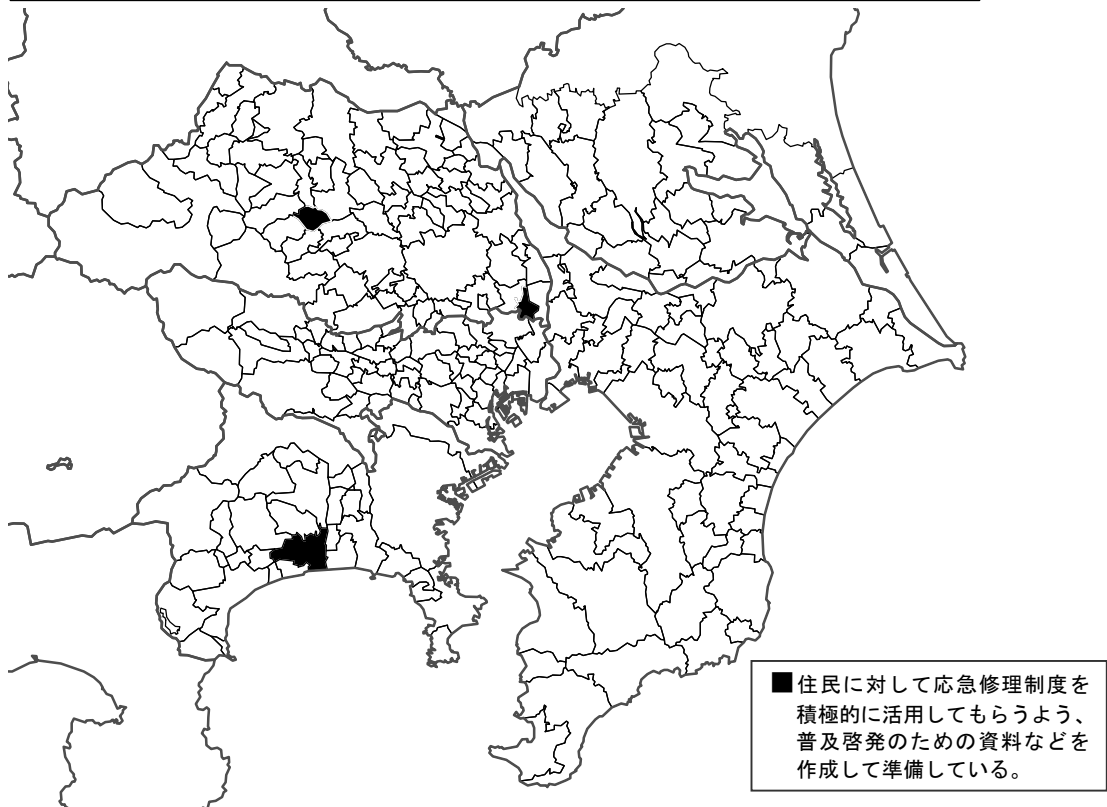 ■住民に対して応急修理制度を
積極的に活用してもらうよう、
普及啓発のための資料などを
作成して準備している。